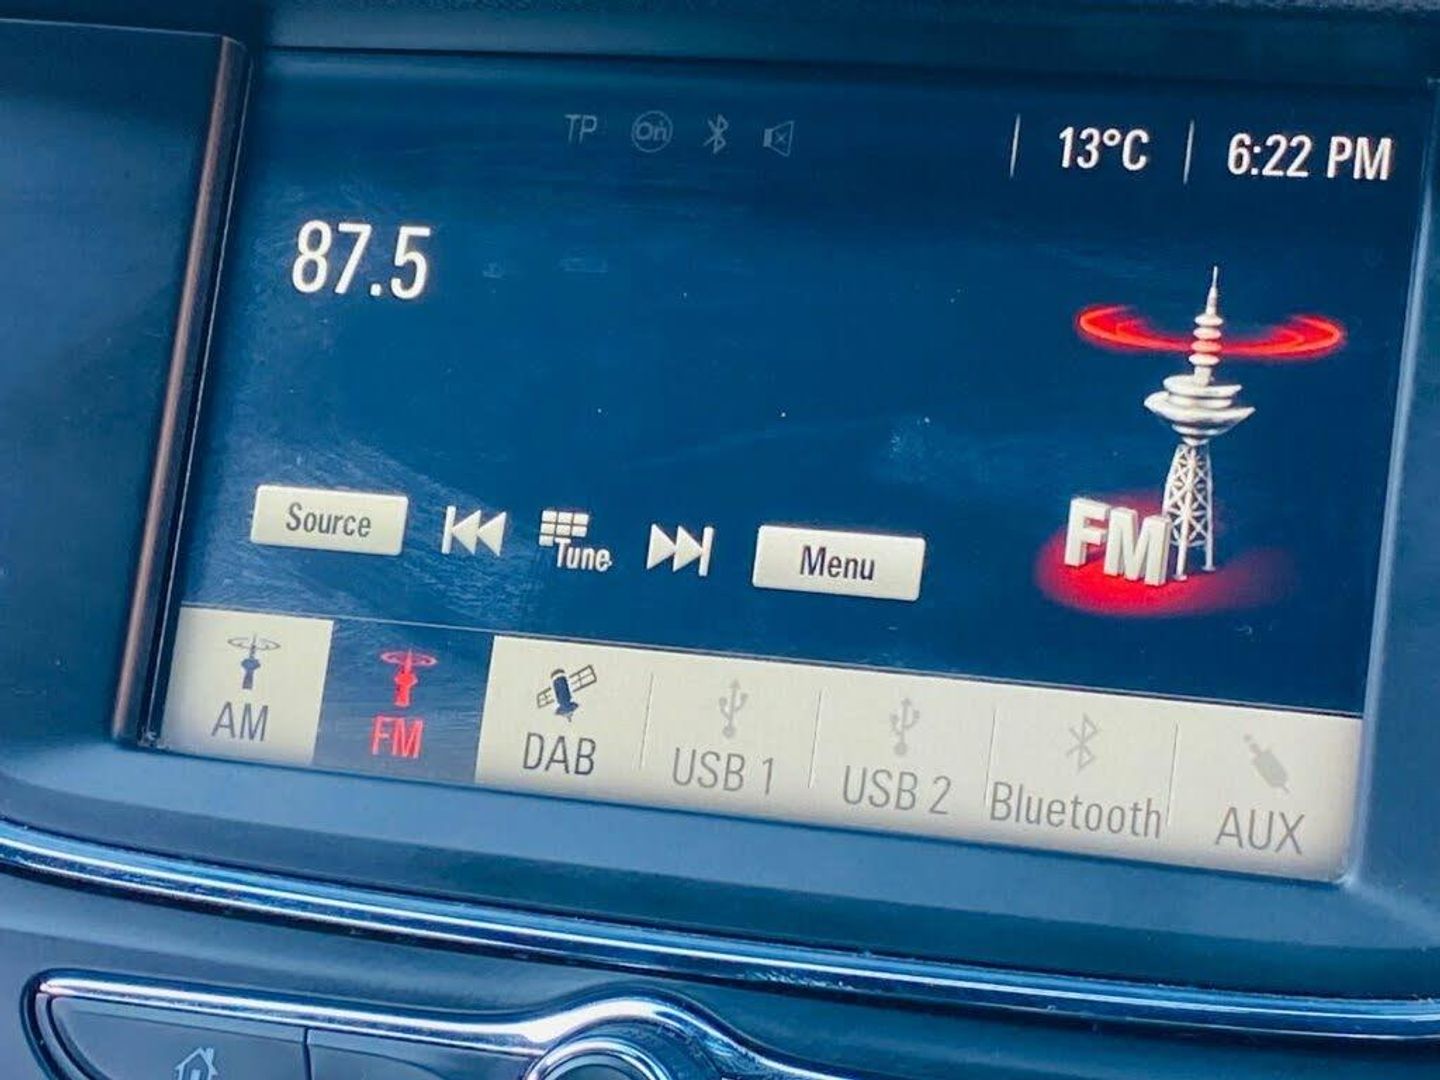 TP On 13°C 6:22 PM
87.5
Source Tune Menu
FM
AM FM DAB USB 1 USB 2 Bluetooth AUX